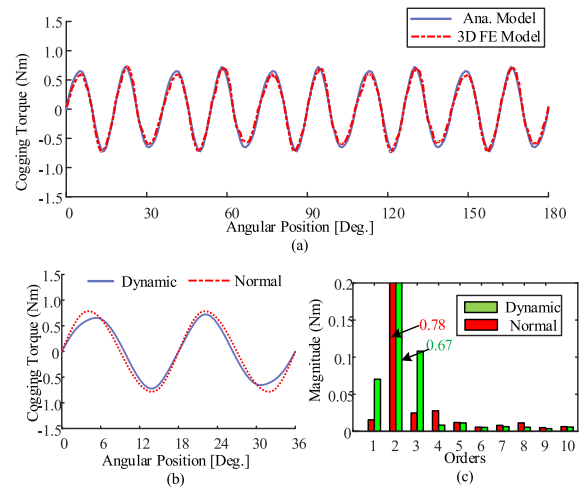 Ana. Model
3D FE Model
Cogging Torque (Nm)
1.5
1.0
0.5
0.0
-0.5
-1.0
-1.5
0 30 60 90 120 150 180
Angular Position [Deg.]
(a)
Dynamic Normal
Cogging Torque (Nm)
1.5
1.0
0.5
0.0
-0.5
-1.0
-1.5
0 12 24 36
Angular Position [Deg.]
(b)
Dynamic
Normal
Magnitude (Nm)
0.2
0.15
0.1
0.05
0
0.78
0.67
1 2 3 4 5 6 7 8 9 10
Orders
(c)